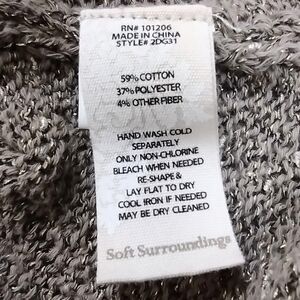 RN# 101206
MADE IN CHINA
STYLE# 2DG31
59% COTTON
37% POLYESTER
4% OTHER FIBER
HAND WASH COLD
SEPARATELY
ONLY NON-CHLORINE
BLEACH WHEN NEEDED
RE-SHAPE &
LAY FLAT TO DRY
COOL IRON IF NEEDED
MAY BE DRY CLEANED
Soft Surroundings